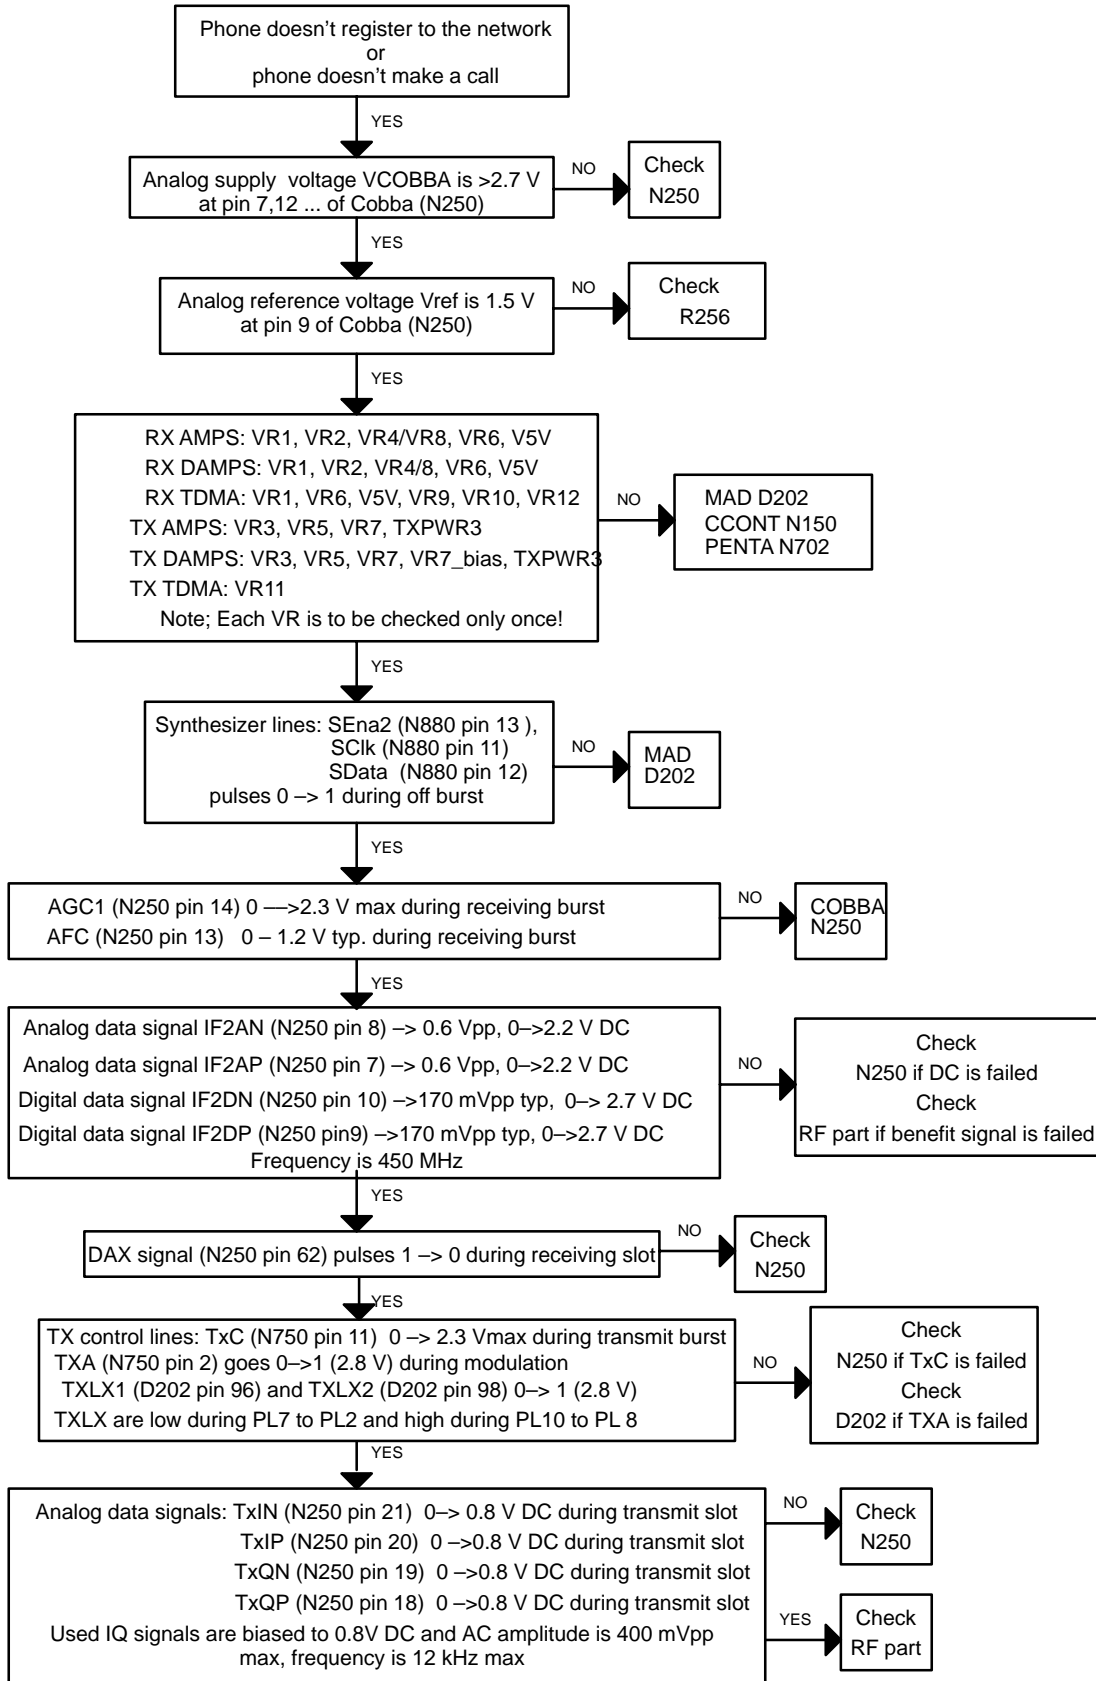 Phone doesn't register to the network
or
phone doesn't make a call
YES
Analog supply voltage VCOBBA is >2.7 V
at pin 7,12 ... of Cobba (N250)
NO
Check
N250
YES
Analog reference voltage Vref is 1.5 V
at pin 9 of Cobba (N250)
NO
Check
R256
YES
RX AMPS: VR1, VR2, VR4/VR8, VR6, V5V
RX DAMPS: VR1, VR2, VR4/8, VR6, V5V
RX TDMA: VR1, VR6, V5V, VR9, VR10, VR12
TX AMPS: VR3, VR5, VR7, TXPWR3
TX DAMPS: VR3, VR5, VR7, VR7_bias, TXPWR3
TX TDMA: VR11
Note; Each VR is to be checked only once!
NO
MAD D202
CCONT N150
PENTA N702
YES
Synthesizer lines: SEna2 (N880 pin 13 ),
SClk (N880 pin 11)
SData (N880 pin 12)
pulses 0 –> 1 during off burst
NO
MAD
D202
YES
AGC1 (N250 pin 14) 0 —>2.3 V max during receiving burst
AFC (N250 pin 13) 0 – 1.2 V typ. during receiving burst
NO
COBBA
N250
YES
Analog data signal IF2AN (N250 pin 8) –> 0.6 Vpp, 0–>2.2 V DC
Analog data signal IF2AP (N250 pin 7) –> 0.6 Vpp, 0–>2.2 V DC
Digital data signal IF2DN (N250 pin 10) –>170 mVpp typ, 0–> 2.7 V DC
Digital data signal IF2DP (N250 pin9) –>170 mVpp typ, 0–>2.7 V DC
Frequency is 450 MHz
NO
Check
N250 if DC is failed
Check
RF part if benefit signal is failed
YES
DAX signal (N250 pin 62) pulses 1 –> 0 during receiving slot
NO
Check
N250
YES
TX control lines: TxC (N750 pin 11) 0 –> 2.3 Vmax during transmit burst
TXA (N750 pin 2) goes 0–>1 (2.8 V) during modulation
TXLX1 (D202 pin 96) and TXLX2 (D202 pin 98) 0–> 1 (2.8 V)
TXLX are low during PL7 to PL2 and high during PL10 to PL 8
NO
Check
N250 if TxC is failed
Check
D202 if TXA is failed
YES
Analog data signals: TxIN (N250 pin 21) 0–> 0.8 V DC during transmit slot
TxIP (N250 pin 20) 0 –>0.8 V DC during transmit slot
TxQN (N250 pin 19) 0 –>0.8 V DC during transmit slot
TxQP (N250 pin 18) 0 –>0.8 V DC during transmit slot
Used IQ signals are biased to 0.8V DC and AC amplitude is 400 mVpp
max, frequency is 12 kHz max
NO
Check
N250
YES
Check
RF part